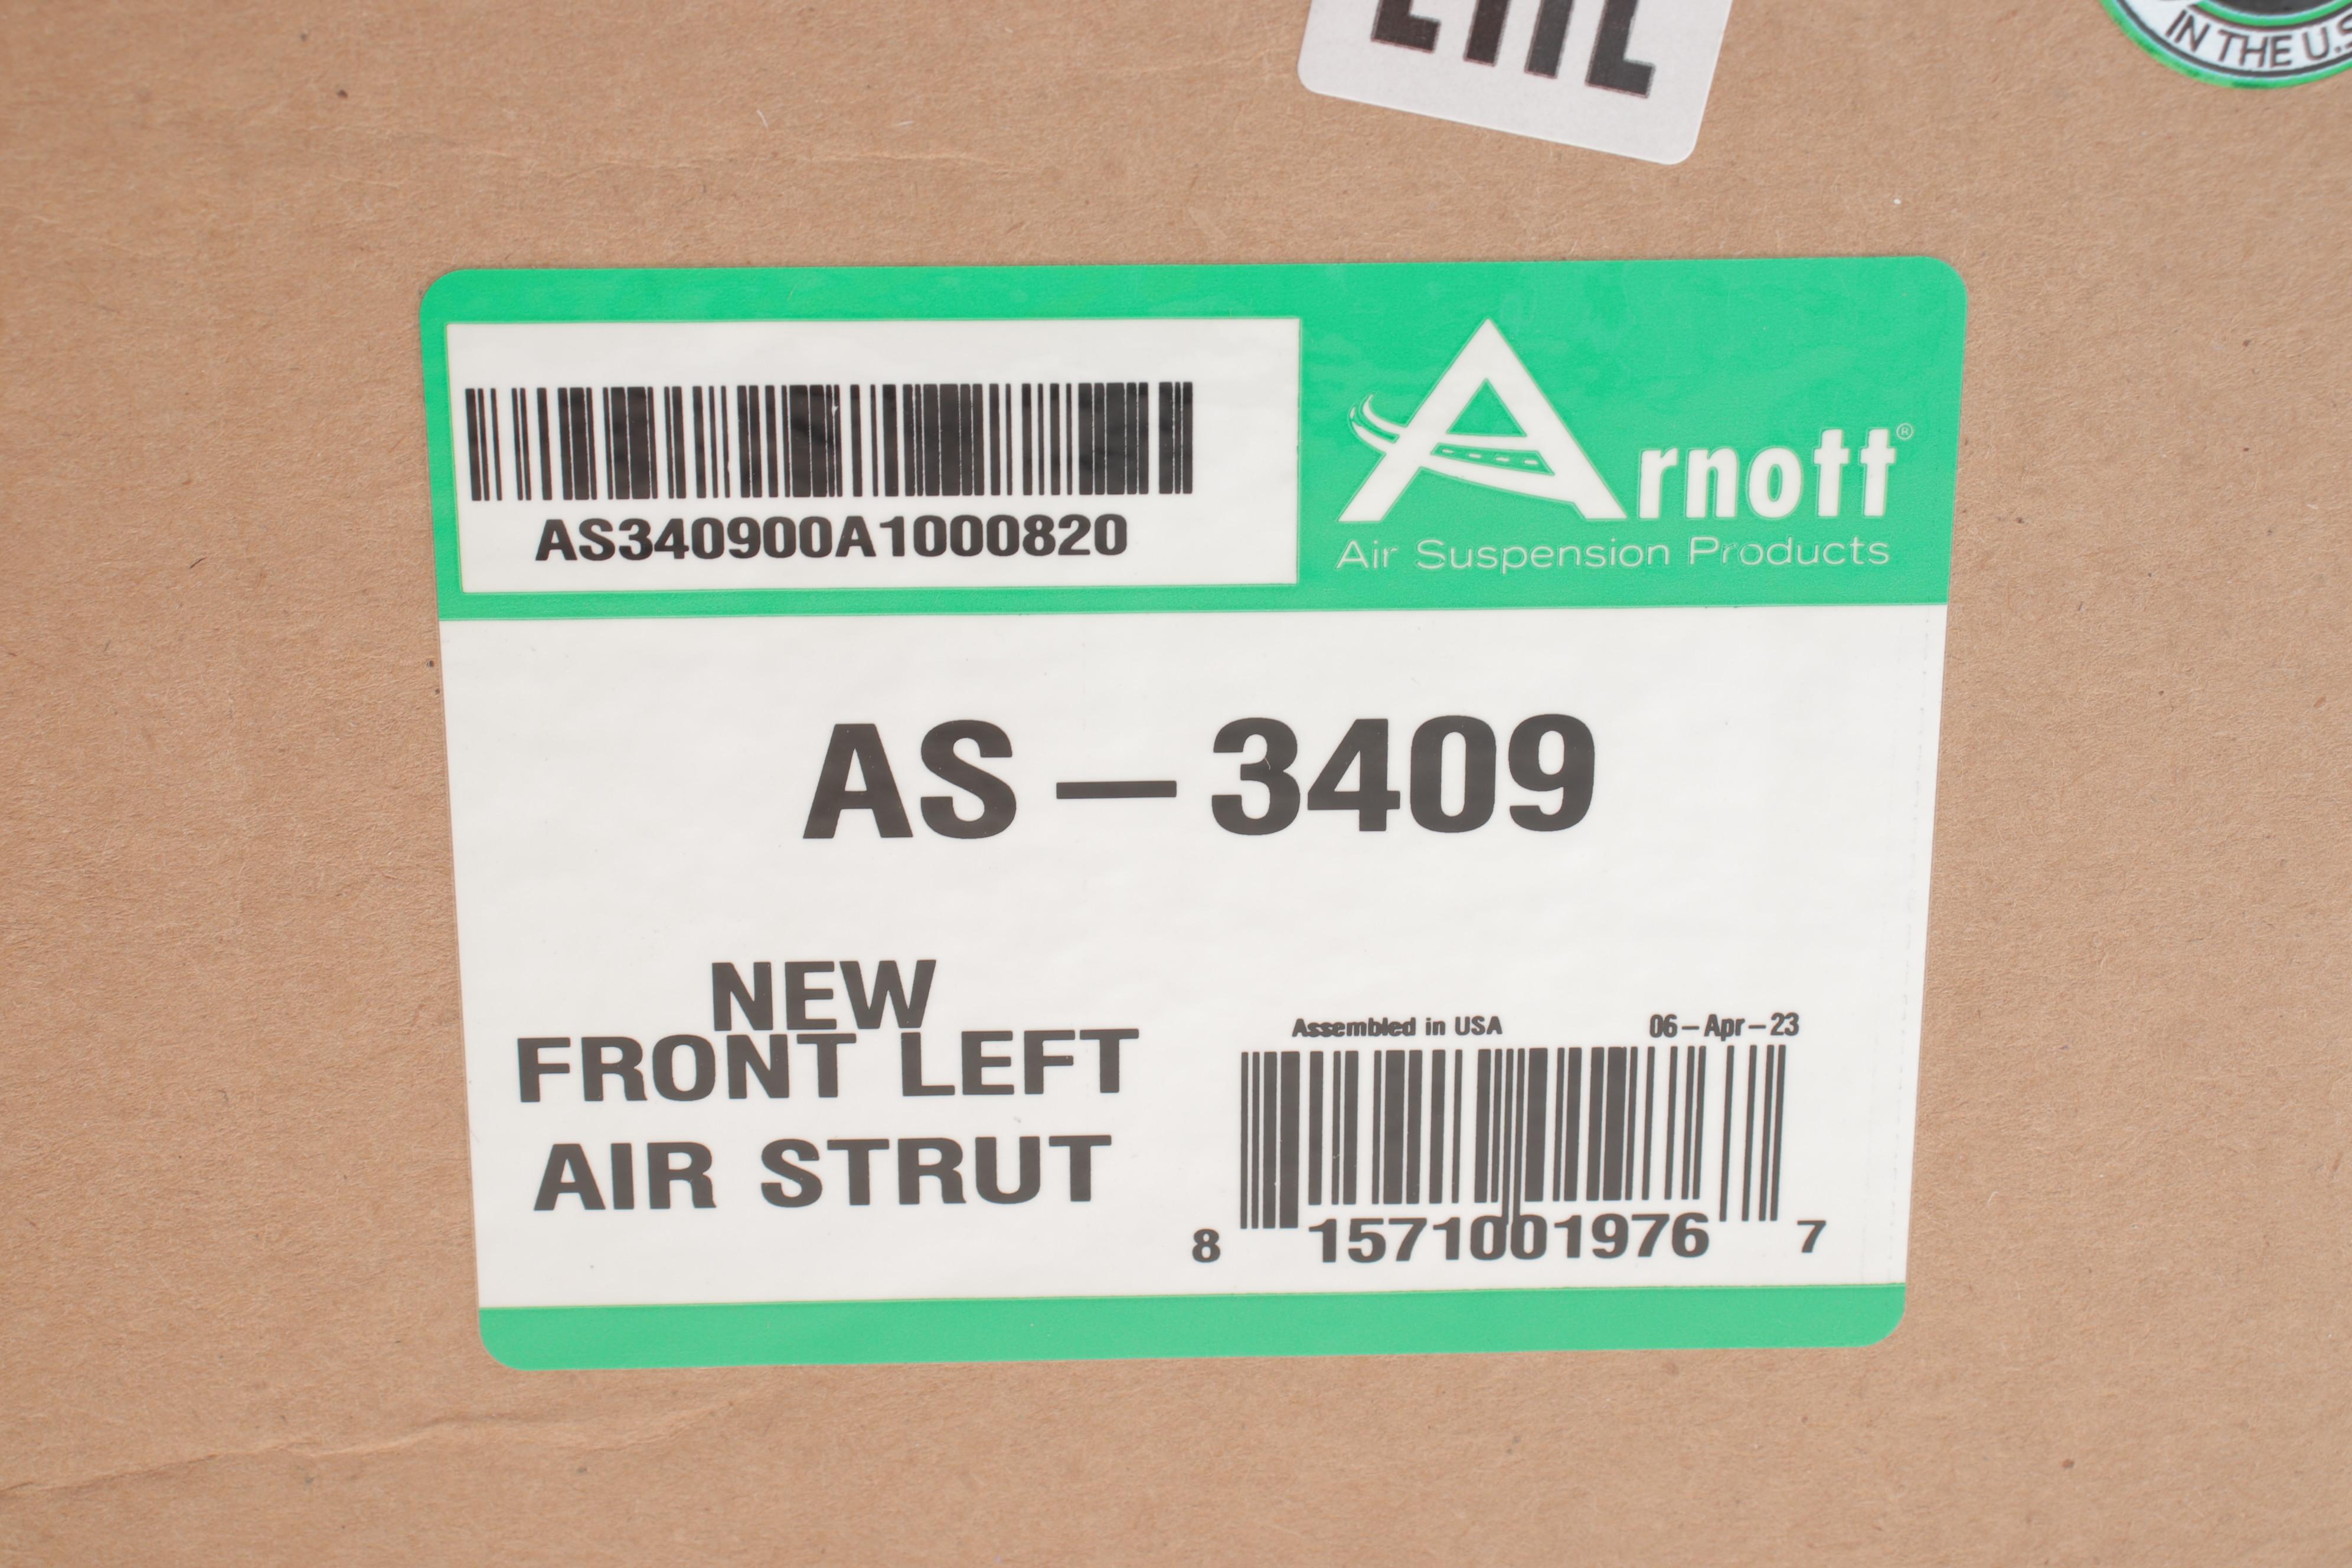 EAC
IN THE U.S
AS340900A1000820
Arnott®
Air Suspension Products
AS-3409
NEW
FRONT LEFT
AIR STRUT
Assembled in USA 06-Apr-23
8 1571001976 7